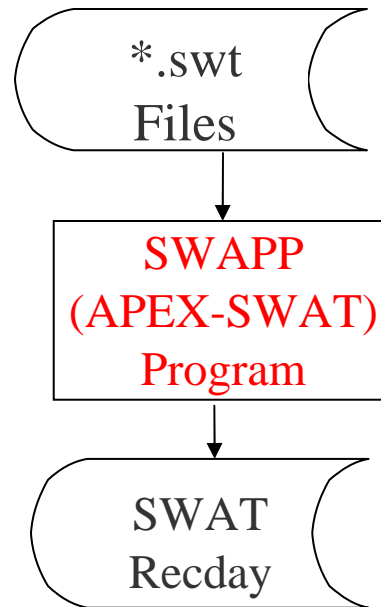 *.swt
Files
SWAPP
(APEX-SWAT)
Program
SWAT
Recday